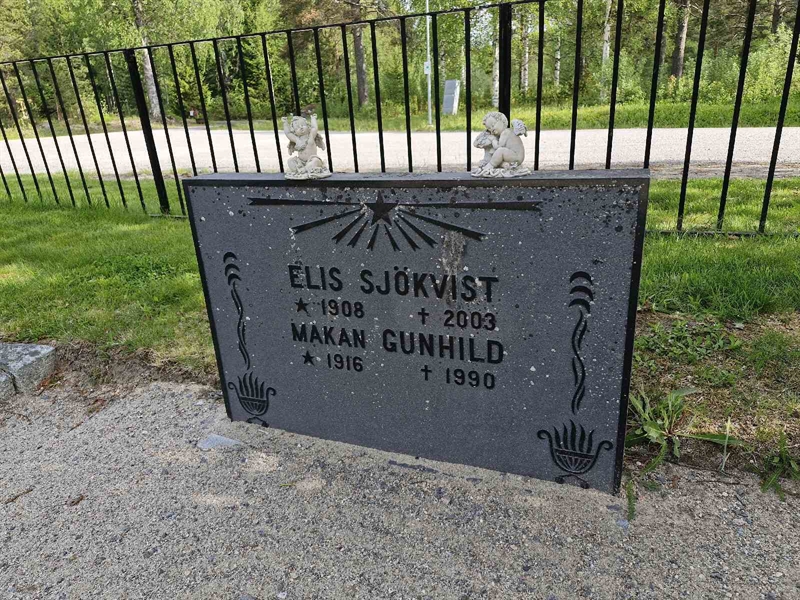 ELIS SJÖKVIST
★ 1908 ✝ 2003
MAKAN GUNHILD
★ 1916 ✝ 1990